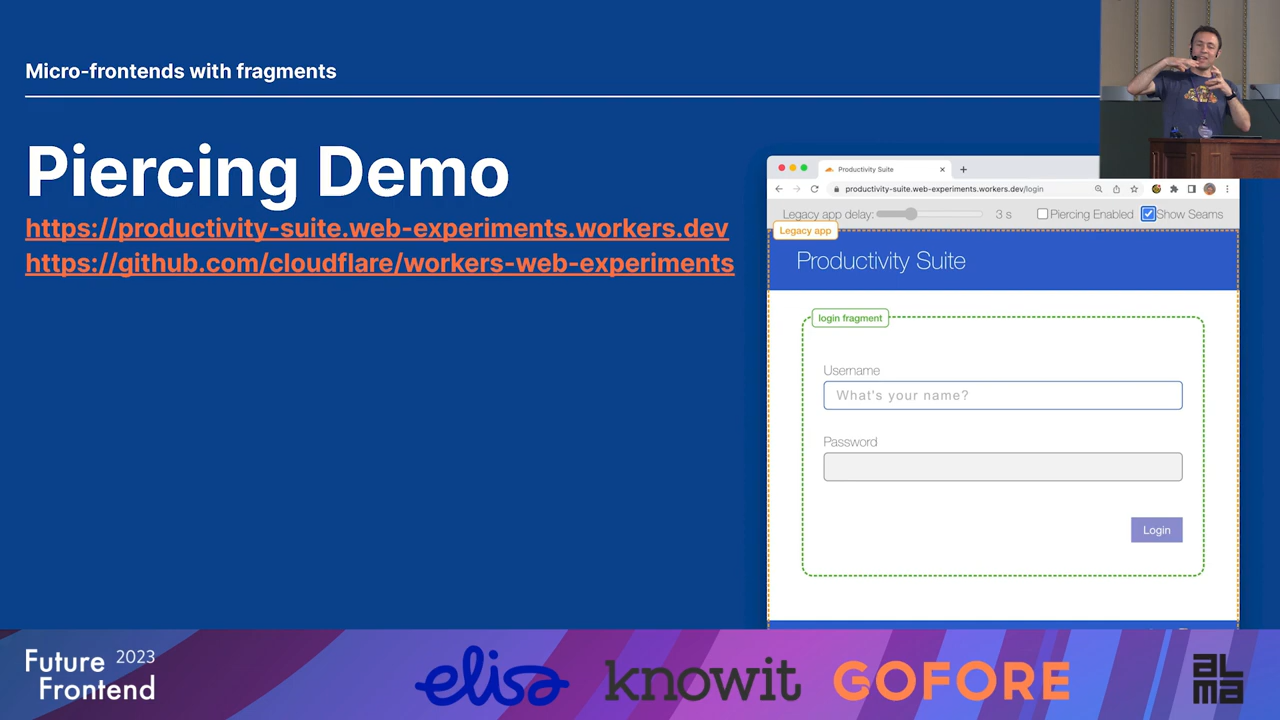 Micro-frontends with fragments
Piercing Demo
https://productivity-suite.web-experiments.workers.dev
https://github.com/cloudflare/workers-web-experiments
Productivity Suite
productivity-suite.web-experiments.workers.dev/login
Legacy app delay: 3 s Piercing Enabled Show Seams
Legacy app
Productivity Suite
login fragment
Username
What's your name?
Password
Login
Future 2023
Frontend
elisa knowit GOFORE
al
ma